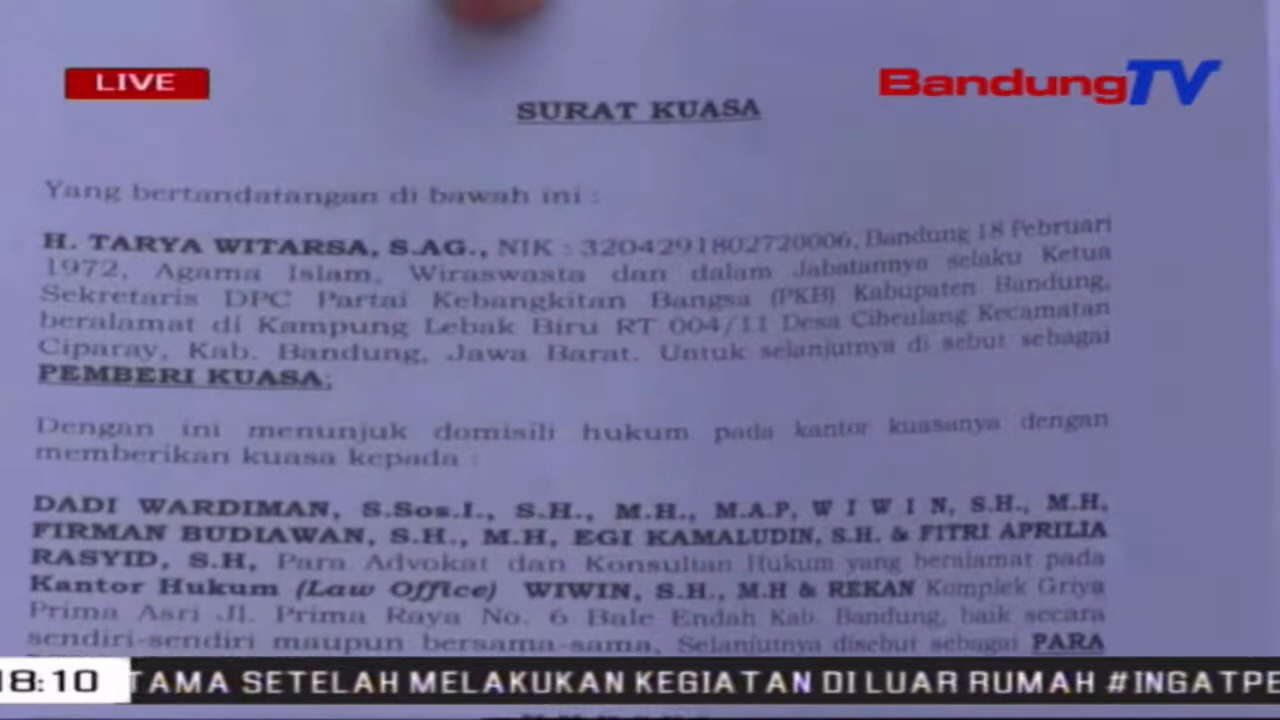 LIVE
BandungTV
SURAT KUASA
Yang bertandatangan di bawah ini :
H. TARYA WITARSA, S.AG., NIK : 3204291802720006, Bandung 18 Februari
1972, Agama Islam, Wiraswasta dan dalam Jabatannya selaku Ketua
Sekretaris DPC Partai Kebangkitan Bangsa (PKB) Kabupaten Bandung,
beralamat di Kampung Lebak Biru RT 004/11 Desa Ciheulang Kecamatan
Ciparay, Kab. Bandung, Jawa Barat. Untuk selanjutnya di sebut sebagai
PEMBERI KUASA;
Dengan ini menunjuk domisili hukum pada kantor kuasanya dengan
memberikan kuasa kepada :
DADI WARDIMAN, S.Sos.I., S.H., M.H., M.A.P, W I W I N, S.H., M.H,
FIRMAN BUDIAWAN, S.H., M.H, EGI KAMALUDIN, S.H. & FITRI APRILIA
RASYID, S.H, Para Advokat dan Konsultan Hukum yang beralamat pada
Kantor Hukum (Law Office) WIWIN, S.H., M.H & REKAN Komplek Griya
Prima Asri Jl. Prima Raya No. 6 Bale Endah Kab. Bandung, baik secara
sendiri-sendiri maupun bersama-sama, Selanjutnya disebut sebagai PARA
18:10 TAMA SETELAH MELAKUKAN KEGIATAN DI LUAR RUMAH #INGATPE